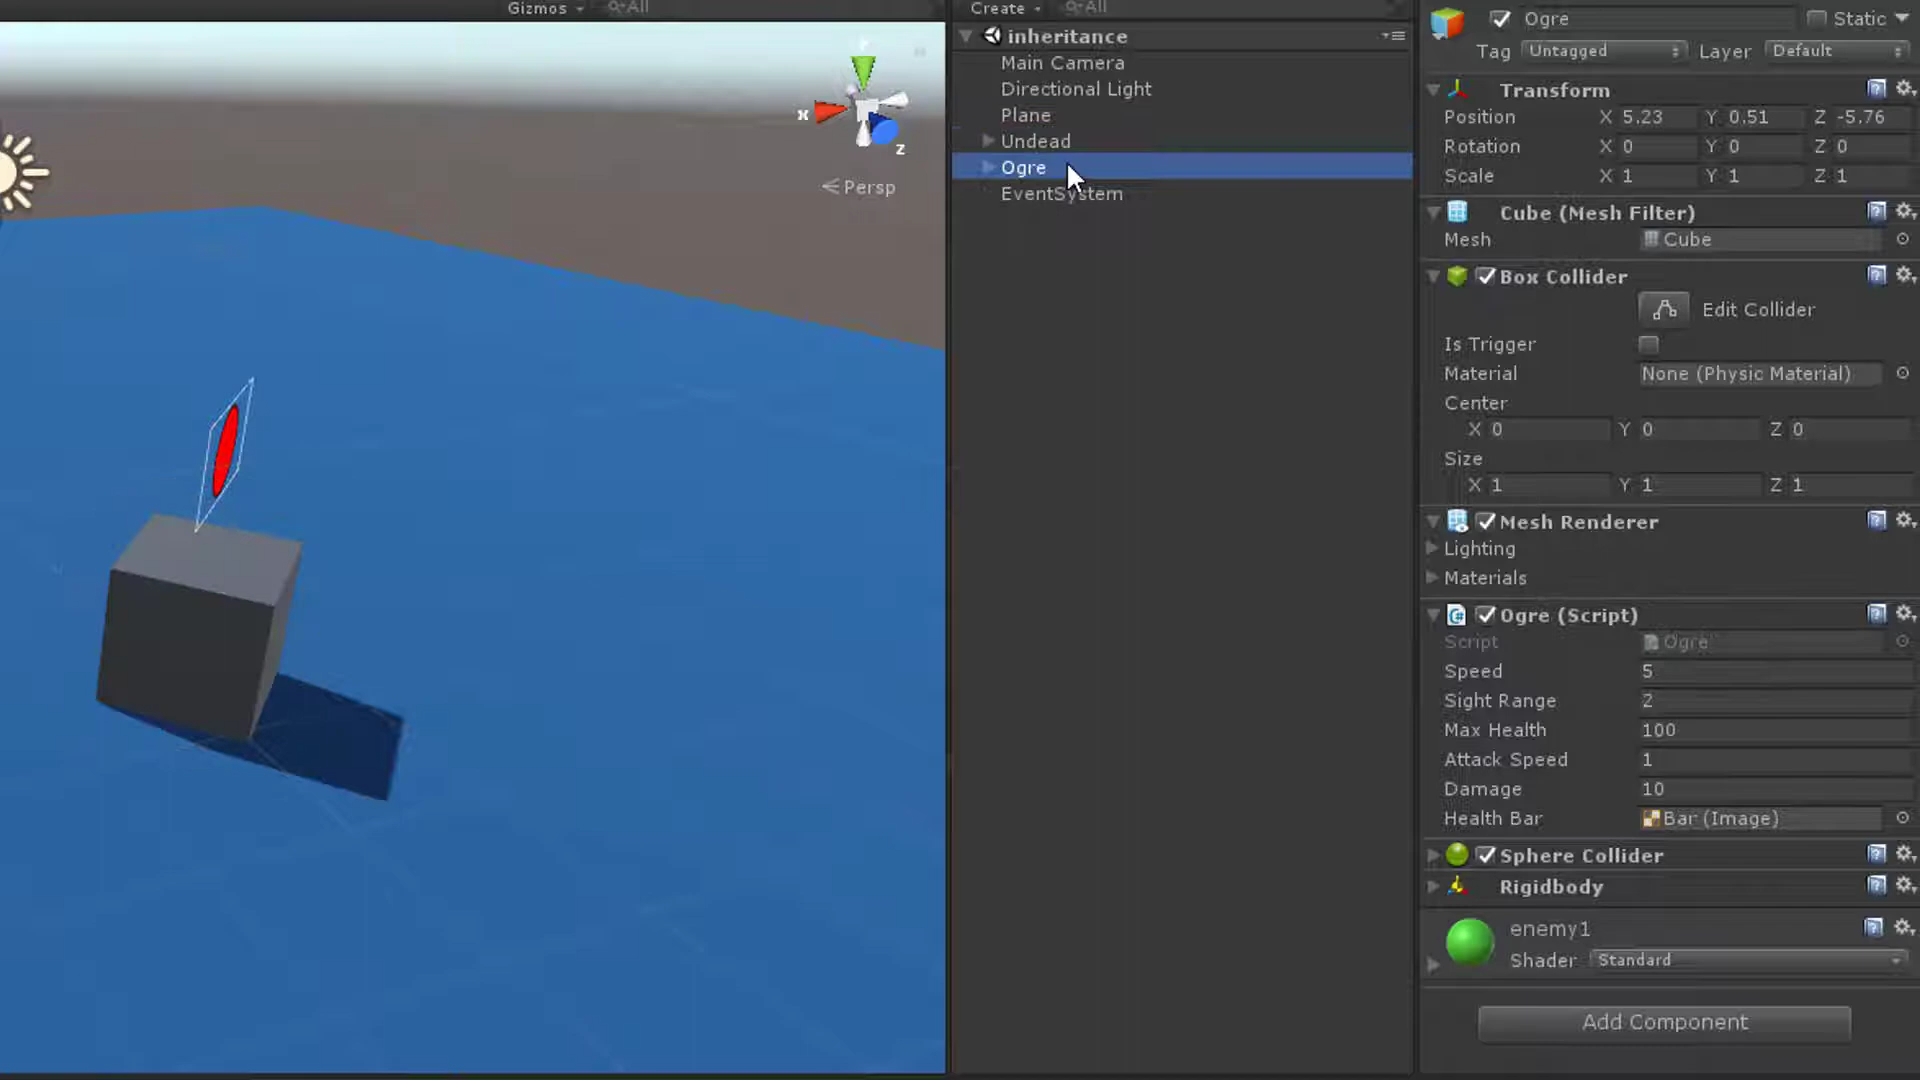 Gizmos All
x
z
Persp
Create All
inheritance
Main Camera
Directional Light
Plane
Undead
Ogre
EventSystem
Ogre Static
Tag Untagged Layer Default
Transform
Position X 5.23 Y 0.51 Z -5.76
Rotation X 0 Y 0 Z 0
Scale X 1 Y 1 Z 1
Cube (Mesh Filter)
Mesh Cube
Box Collider
Edit Collider
Is Trigger
Material None (Physic Material)
Center
X 0 Y 0 Z 0
Size
X 1 Y 1 Z 1
Mesh Renderer
Lighting
Materials
Ogre (Script)
Script Ogre
Speed 5
Sight Range 2
Max Health 100
Attack Speed 1
Damage 10
Health Bar Bar (Image)
Sphere Collider
Rigidbody
enemy1
Shader Standard
Add Component